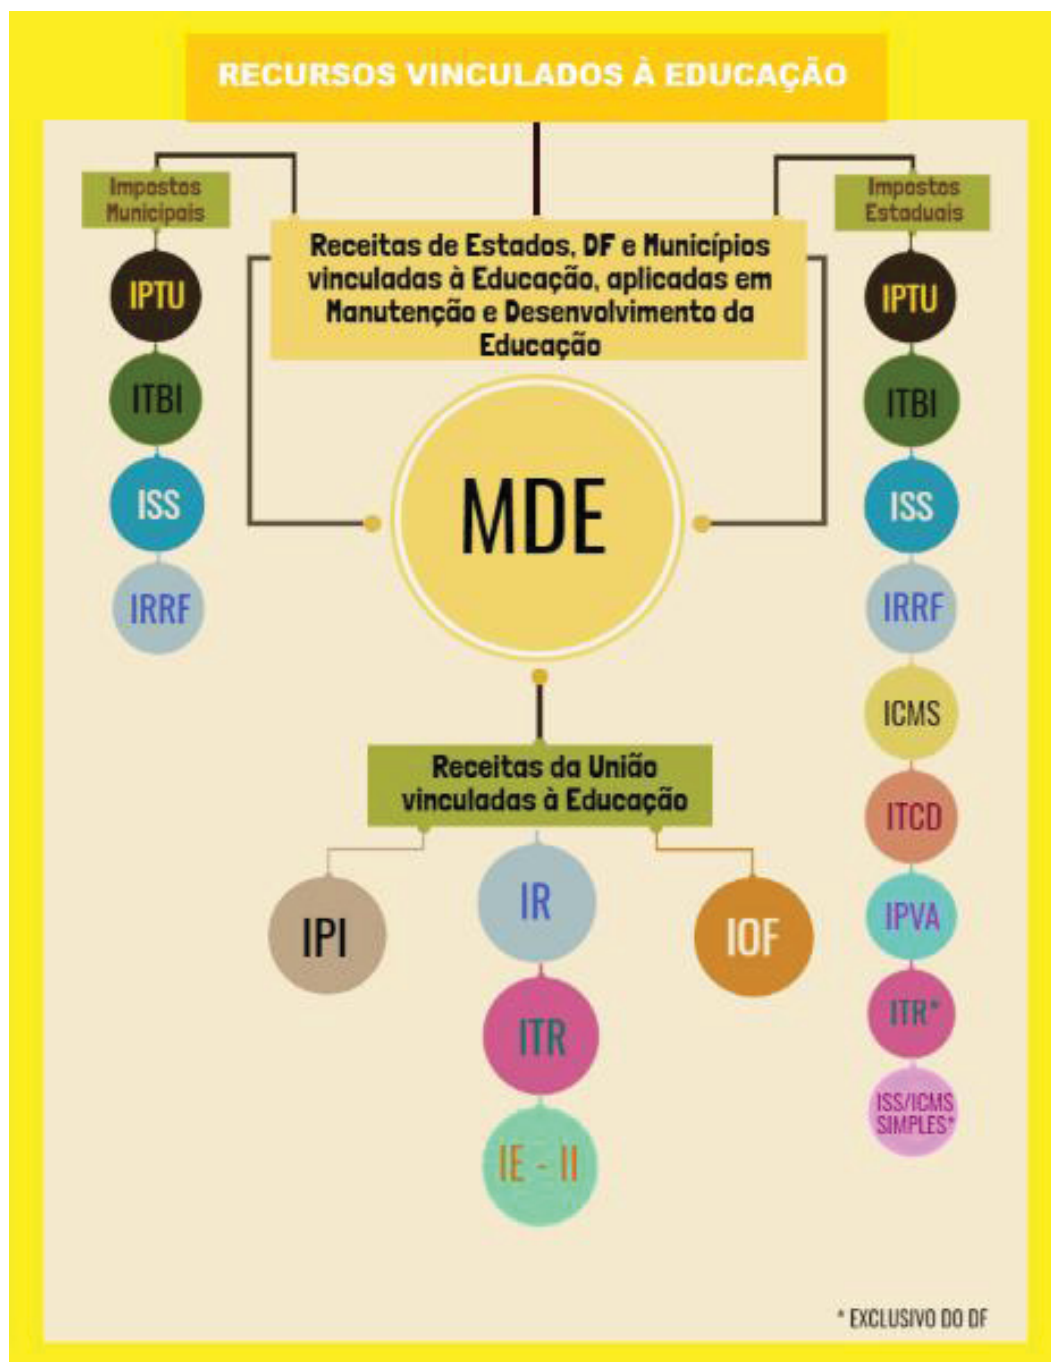 RECURSOS VINCULADOS À EDUCAÇÃO
Impostos
Municipais
IPTU
ITBI
ISS
IRRF
Receitas de Estados, DF e Municípios
vinculadas à Educação, aplicadas em
Manutenção e Desenvolvimento da
Educação
MDE
Receitas da União
vinculadas à Educação
IPI
IR
ITR
IE - II
IOF
Impostos
Estaduais
IPTU
ITBI
ISS
IRRF
ICMS
ITCD
IPVA
ITR*
ISS/ICMS
SIMPLES*
* EXCLUSIVO DO DF